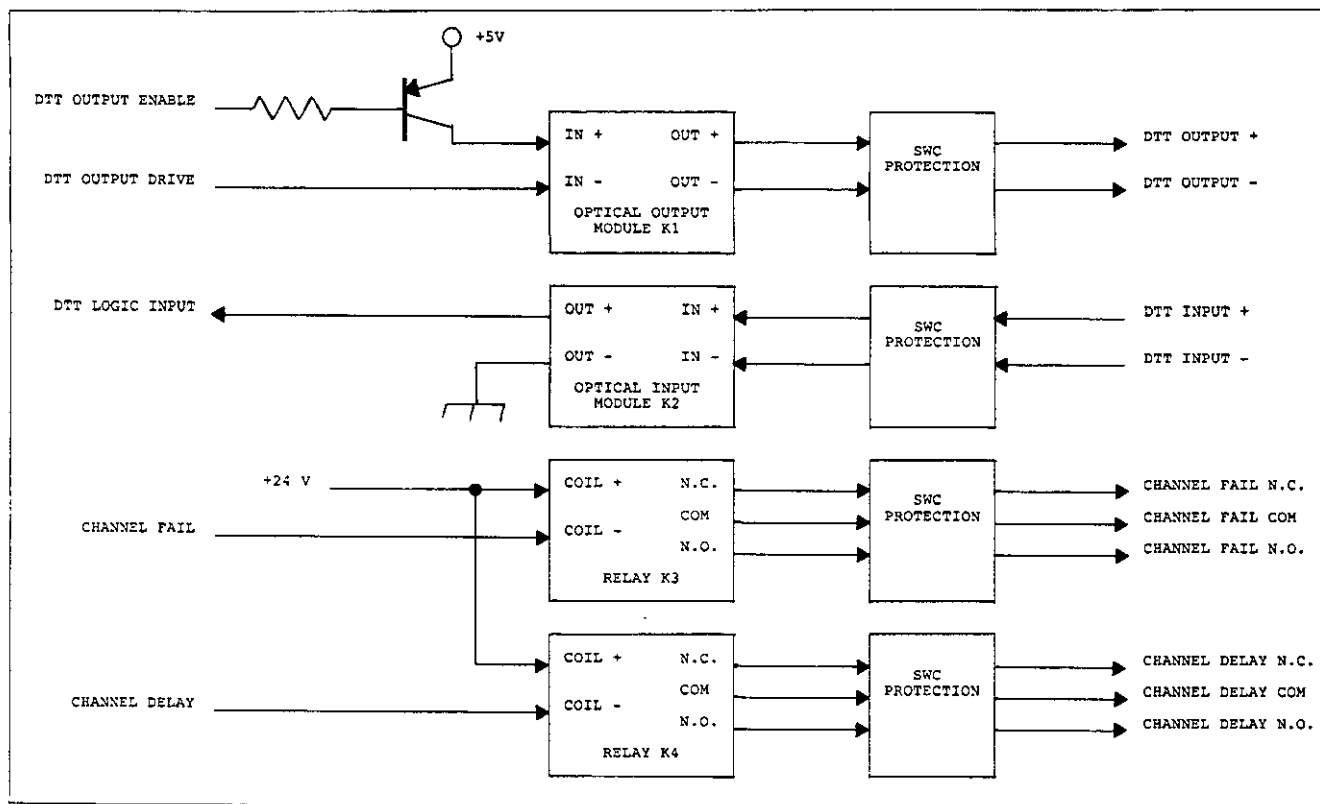 +5V
DTT OUTPUT ENABLE
IN +
OUT +
SWC
PROTECTION
DTT OUTPUT +
DTT OUTPUT DRIVE
IN -
OUT -
DTT OUTPUT -
OPTICAL OUTPUT
MODULE K1
DTT LOGIC INPUT
OUT +
IN +
SWC
PROTECTION
DTT INPUT +
OUT -
IN -
DTT INPUT -
OPTICAL INPUT
MODULE K2
+24 V
COIL +
N.C.
SWC
PROTECTION
CHANNEL FAIL N.C.
CHANNEL FAIL
COIL -
COM
CHANNEL FAIL COM
N.O.
CHANNEL FAIL N.O.
RELAY K3
COIL +
N.C.
SWC
PROTECTION
CHANNEL DELAY N.C.
CHANNEL DELAY
COIL -
COM
CHANNEL DELAY COM
N.O.
CHANNEL DELAY N.O.
RELAY K4